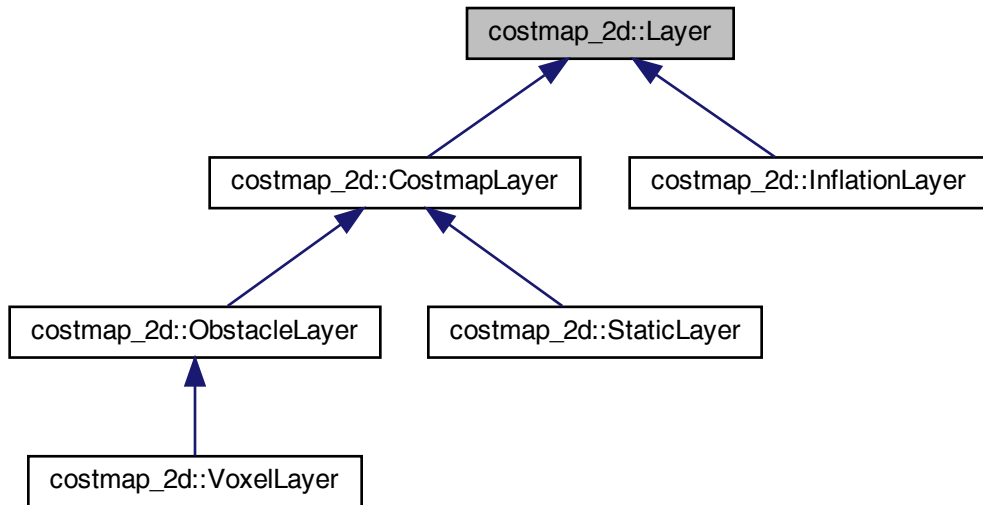 costmap_2d::Layer
costmap_2d::CostmapLayer
costmap_2d::InflationLayer
costmap_2d::ObstacleLayer
costmap_2d::StaticLayer
costmap_2d::VoxelLayer